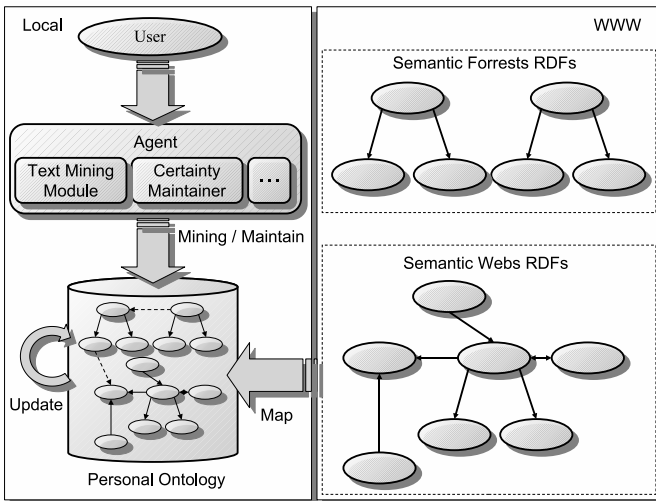 Local
User
Agent
Text Mining
Module
Certainty
Maintainer
...
Mining / Maintain
Update
Map
Personal Ontology
WWW
Semantic Forrests RDFs
Semantic Webs RDFs